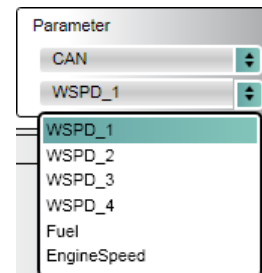 Parameter
CAN
WSPD_1
WSPD_1
WSPD_2
WSPD_3
WSPD_4
Fuel
EngineSpeed